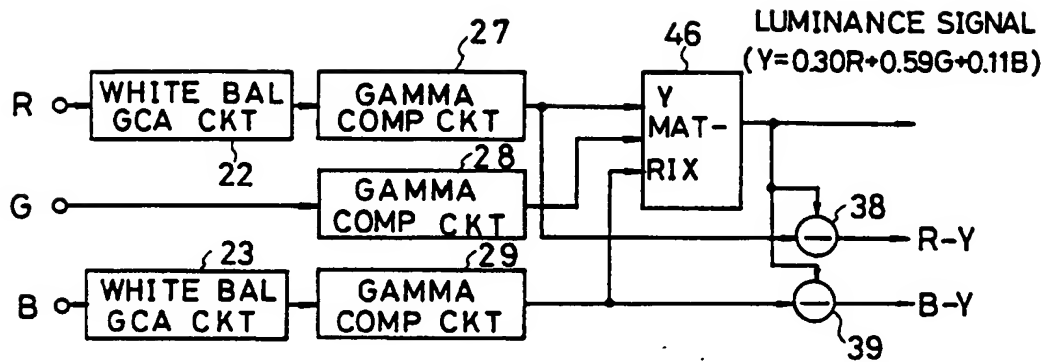 LUMINANCE SIGNAL
(Y=0.30R+0.59G+0.11B)
27
46
R
WHITE BAL
GCA CKT
GAMMA
COMP CKT
Y
MAT-
RIX
22
28
G
GAMMA
COMP CKT
38
R-Y
23
29
B
WHITE BAL
GCA CKT
GAMMA
COMP CKT
B-Y
39